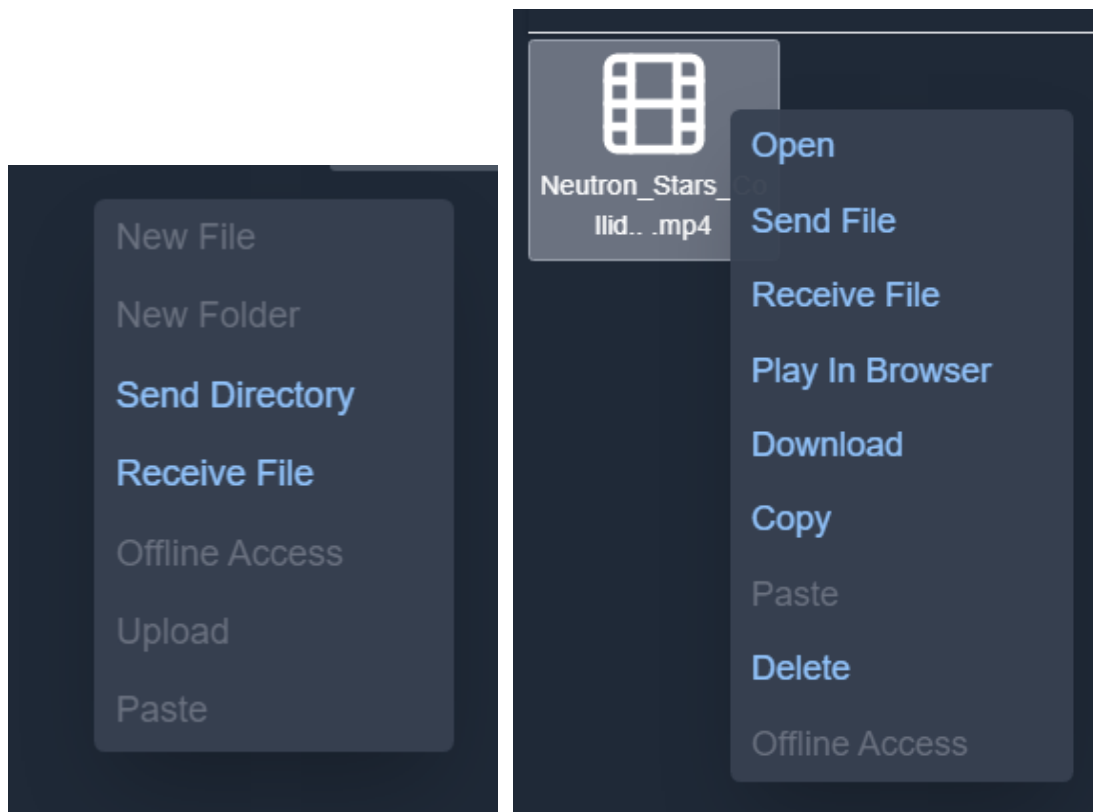 New File
New Folder
Send Directory
Receive File
Offline Access
Upload
Paste
Neutron_Stars_Co
llid.. .mp4
Open
Send File
Receive File
Play In Browser
Download
Copy
Paste
Delete
Offline Access